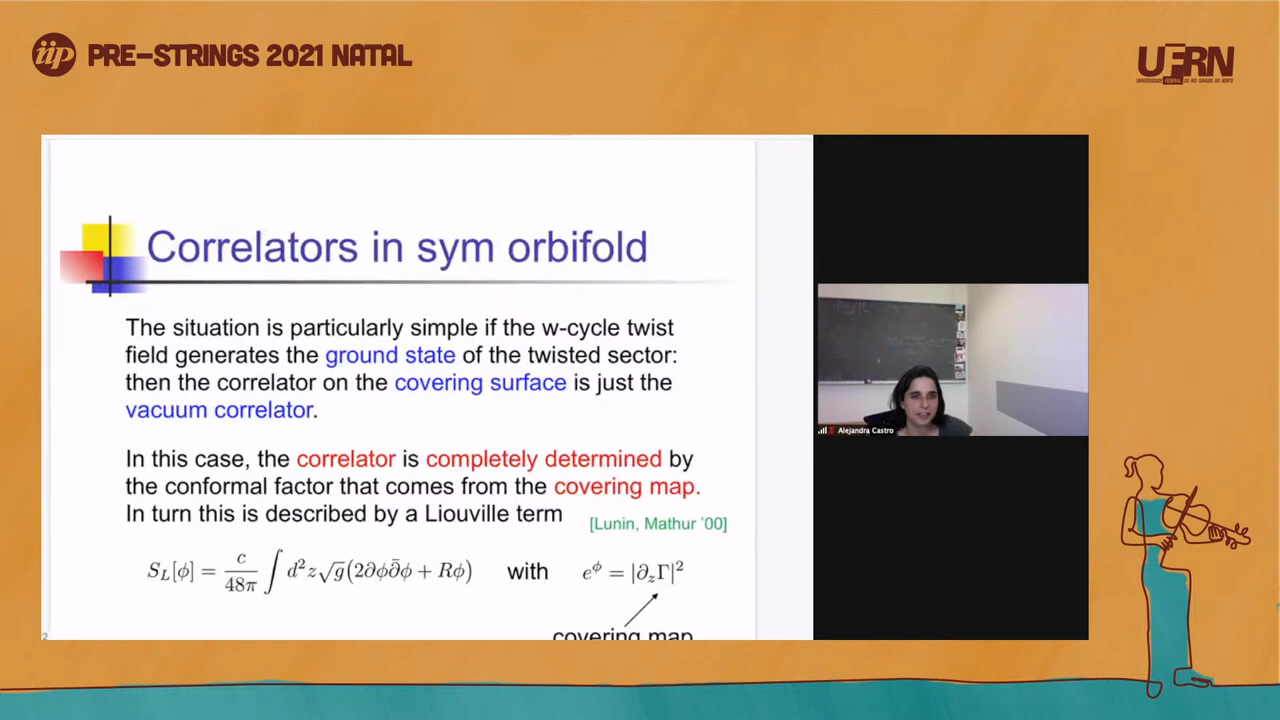 iip PRE-STRINGS 2021 NATAL
UFRN
UNIVERSIDADE FEDERAL DO RIO GRANDE DO NORTE
Correlators in sym orbifold
The situation is particularly simple if the w-cycle twist
field generates the ground state of the twisted sector:
then the correlator on the covering surface is just the
vacuum correlator.
In this case, the correlator is completely determined by
the conformal factor that comes from the covering map.
In turn this is described by a Liouville term [Lunin, Mathur '00]
S_L[ϕ] = c/48π ∫ d²z√g(2∂ϕ∂̄ϕ + Rϕ) with e^ϕ = |∂_zΓ|²
covering map
2
Alejandra Castro